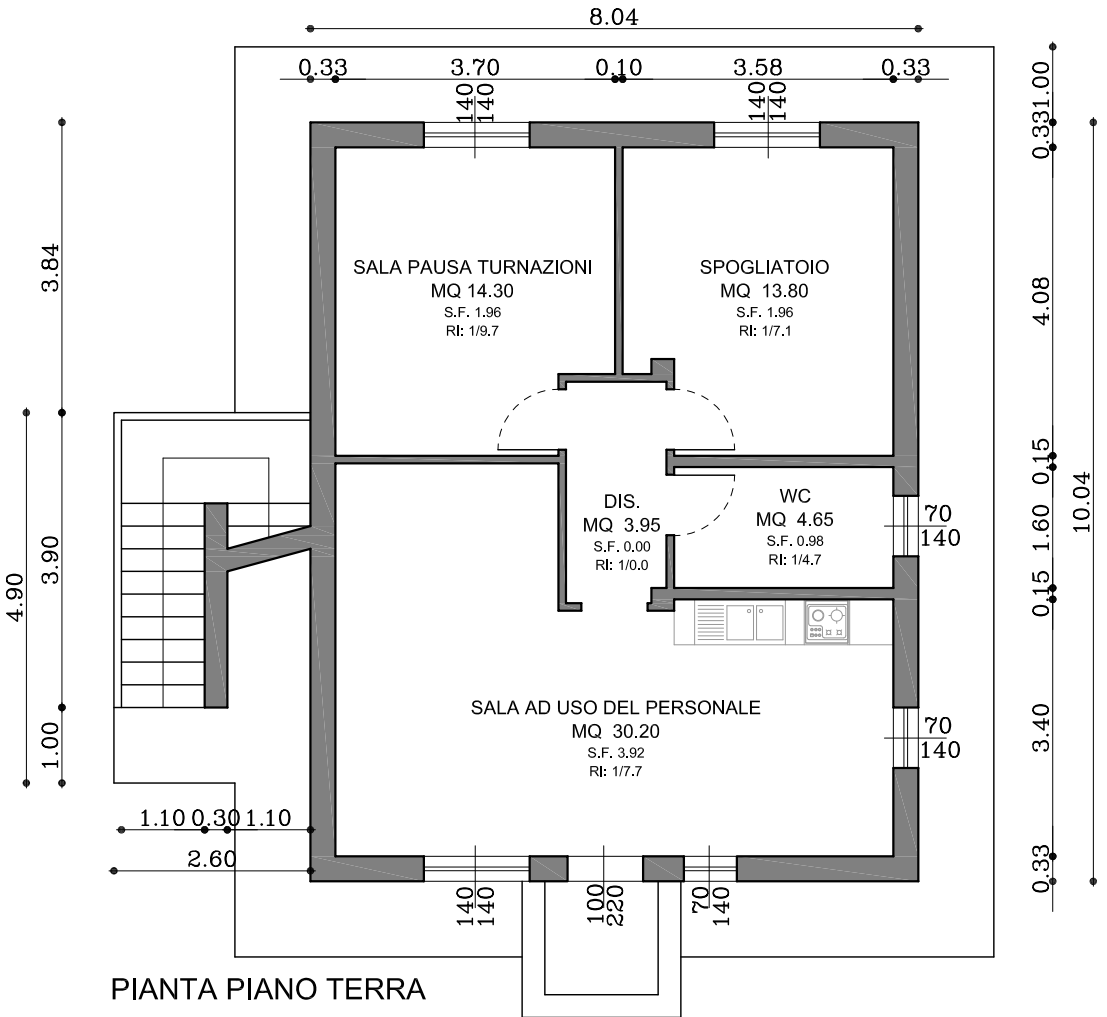 8.04
0.33 3.70 0.10 3.58 0.33
140
140
140
140
1.00
0.33
3.84
4.08
SALA PAUSA TURNAZIONI
MQ 14.30
S.F. 1.96
RI: 1/9.7
SPOGLIATOIO
MQ 13.80
S.F. 1.96
RI: 1/7.1
0.15
10.04
DIS.
MQ 3.95
S.F. 0.00
RI: 1/0.0
WC
MQ 4.65
S.F. 0.98
RI: 1/4.7
70
140
1.60
4.90
3.90
0.15
SALA AD USO DEL PERSONALE
MQ 30.20
S.F. 3.92
RI: 1/7.7
70
140
3.40
1.00
1.10 0.30 1.10
2.60
0.33
140
140
100
220
70
140
PIANTA PIANO TERRA